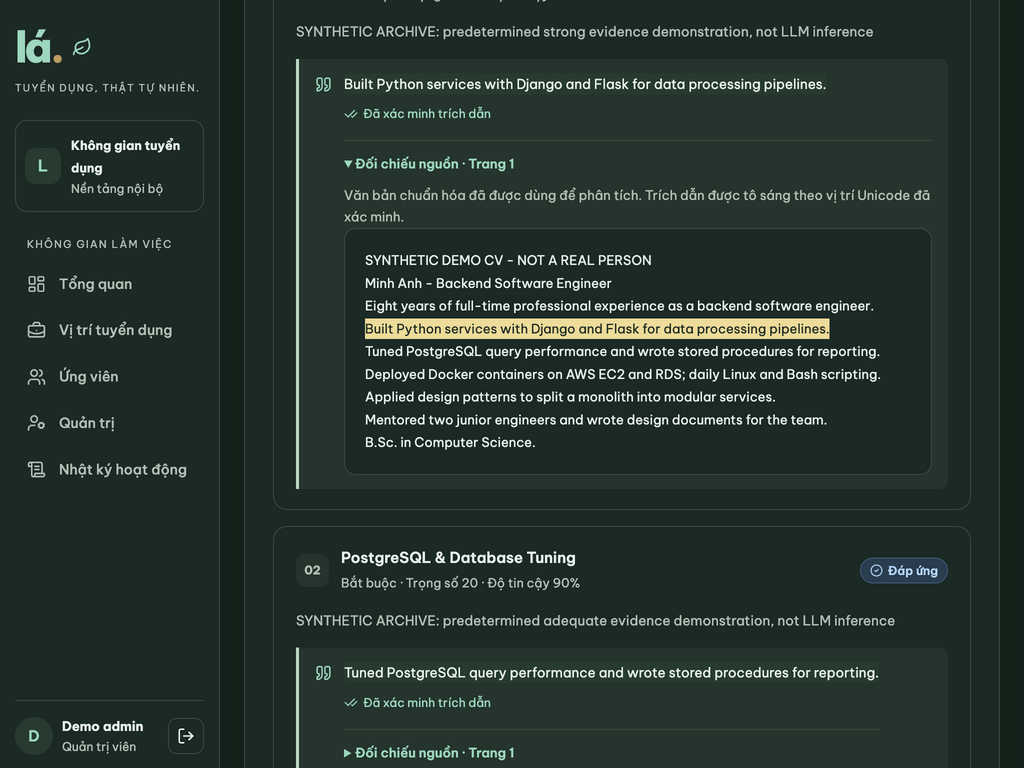 lá.
TUYỂN DỤNG, THẬT TỰ NHIÊN.
L
Không gian tuyển
dụng
Nền tảng nội bộ
KHÔNG GIAN LÀM VIỆC
Tổng quan
Vị trí tuyển dụng
Ứng viên
Quản trị
Nhật ký hoạt động
D
Demo admin
Quản trị viên
SYNTHETIC ARCHIVE: predetermined strong evidence demonstration, not LLM inference
Built Python services with Django and Flask for data processing pipelines.
Đã xác minh trích dẫn
Đối chiếu nguồn · Trang 1
Văn bản chuẩn hóa đã được dùng để phân tích. Trích dẫn được tô sáng theo vị trí Unicode đã
xác minh.
SYNTHETIC DEMO CV - NOT A REAL PERSON
Minh Anh - Backend Software Engineer
Eight years of full-time professional experience as a backend software engineer.
Built Python services with Django and Flask for data processing pipelines.
Tuned PostgreSQL query performance and wrote stored procedures for reporting.
Deployed Docker containers on AWS EC2 and RDS; daily Linux and Bash scripting.
Applied design patterns to split a monolith into modular services.
Mentored two junior engineers and wrote design documents for the team.
B.Sc. in Computer Science.
02
PostgreSQL & Database Tuning
Bắt buộc · Trọng số 20 · Độ tin cậy 90%
Đáp ứng
SYNTHETIC ARCHIVE: predetermined adequate evidence demonstration, not LLM inference
Tuned PostgreSQL query performance and wrote stored procedures for reporting.
Đã xác minh trích dẫn
Đối chiếu nguồn · Trang 1